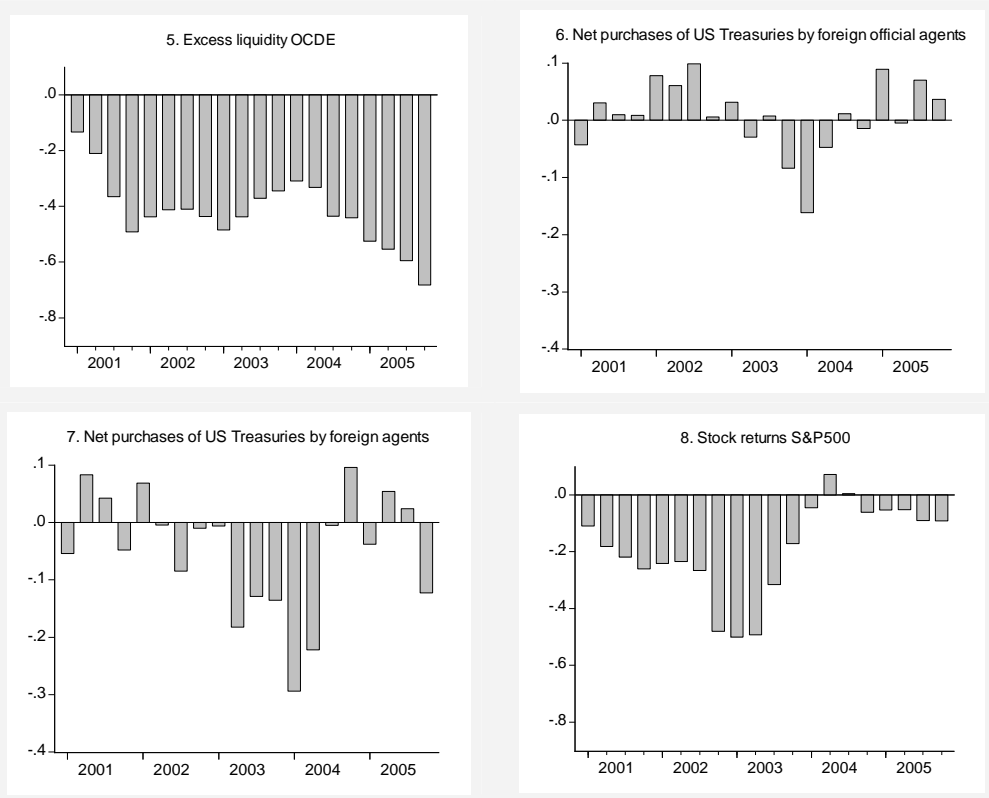 5. Excess liquidity OCDE
.0
-.2
-.4
-.6
-.8
2001 2002 2003 2004 2005
6. Net purchases of US Treasuries by foreign official agents
.1
.0
-.1
-.2
-.3
-.4
2001 2002 2003 2004 2005
7. Net purchases of US Treasuries by foreign agents
.1
.0
-.1
-.2
-.3
-.4
2001 2002 2003 2004 2005
8. Stock returns S&P500
.0
-.2
-.4
-.6
-.8
2001 2002 2003 2004 2005